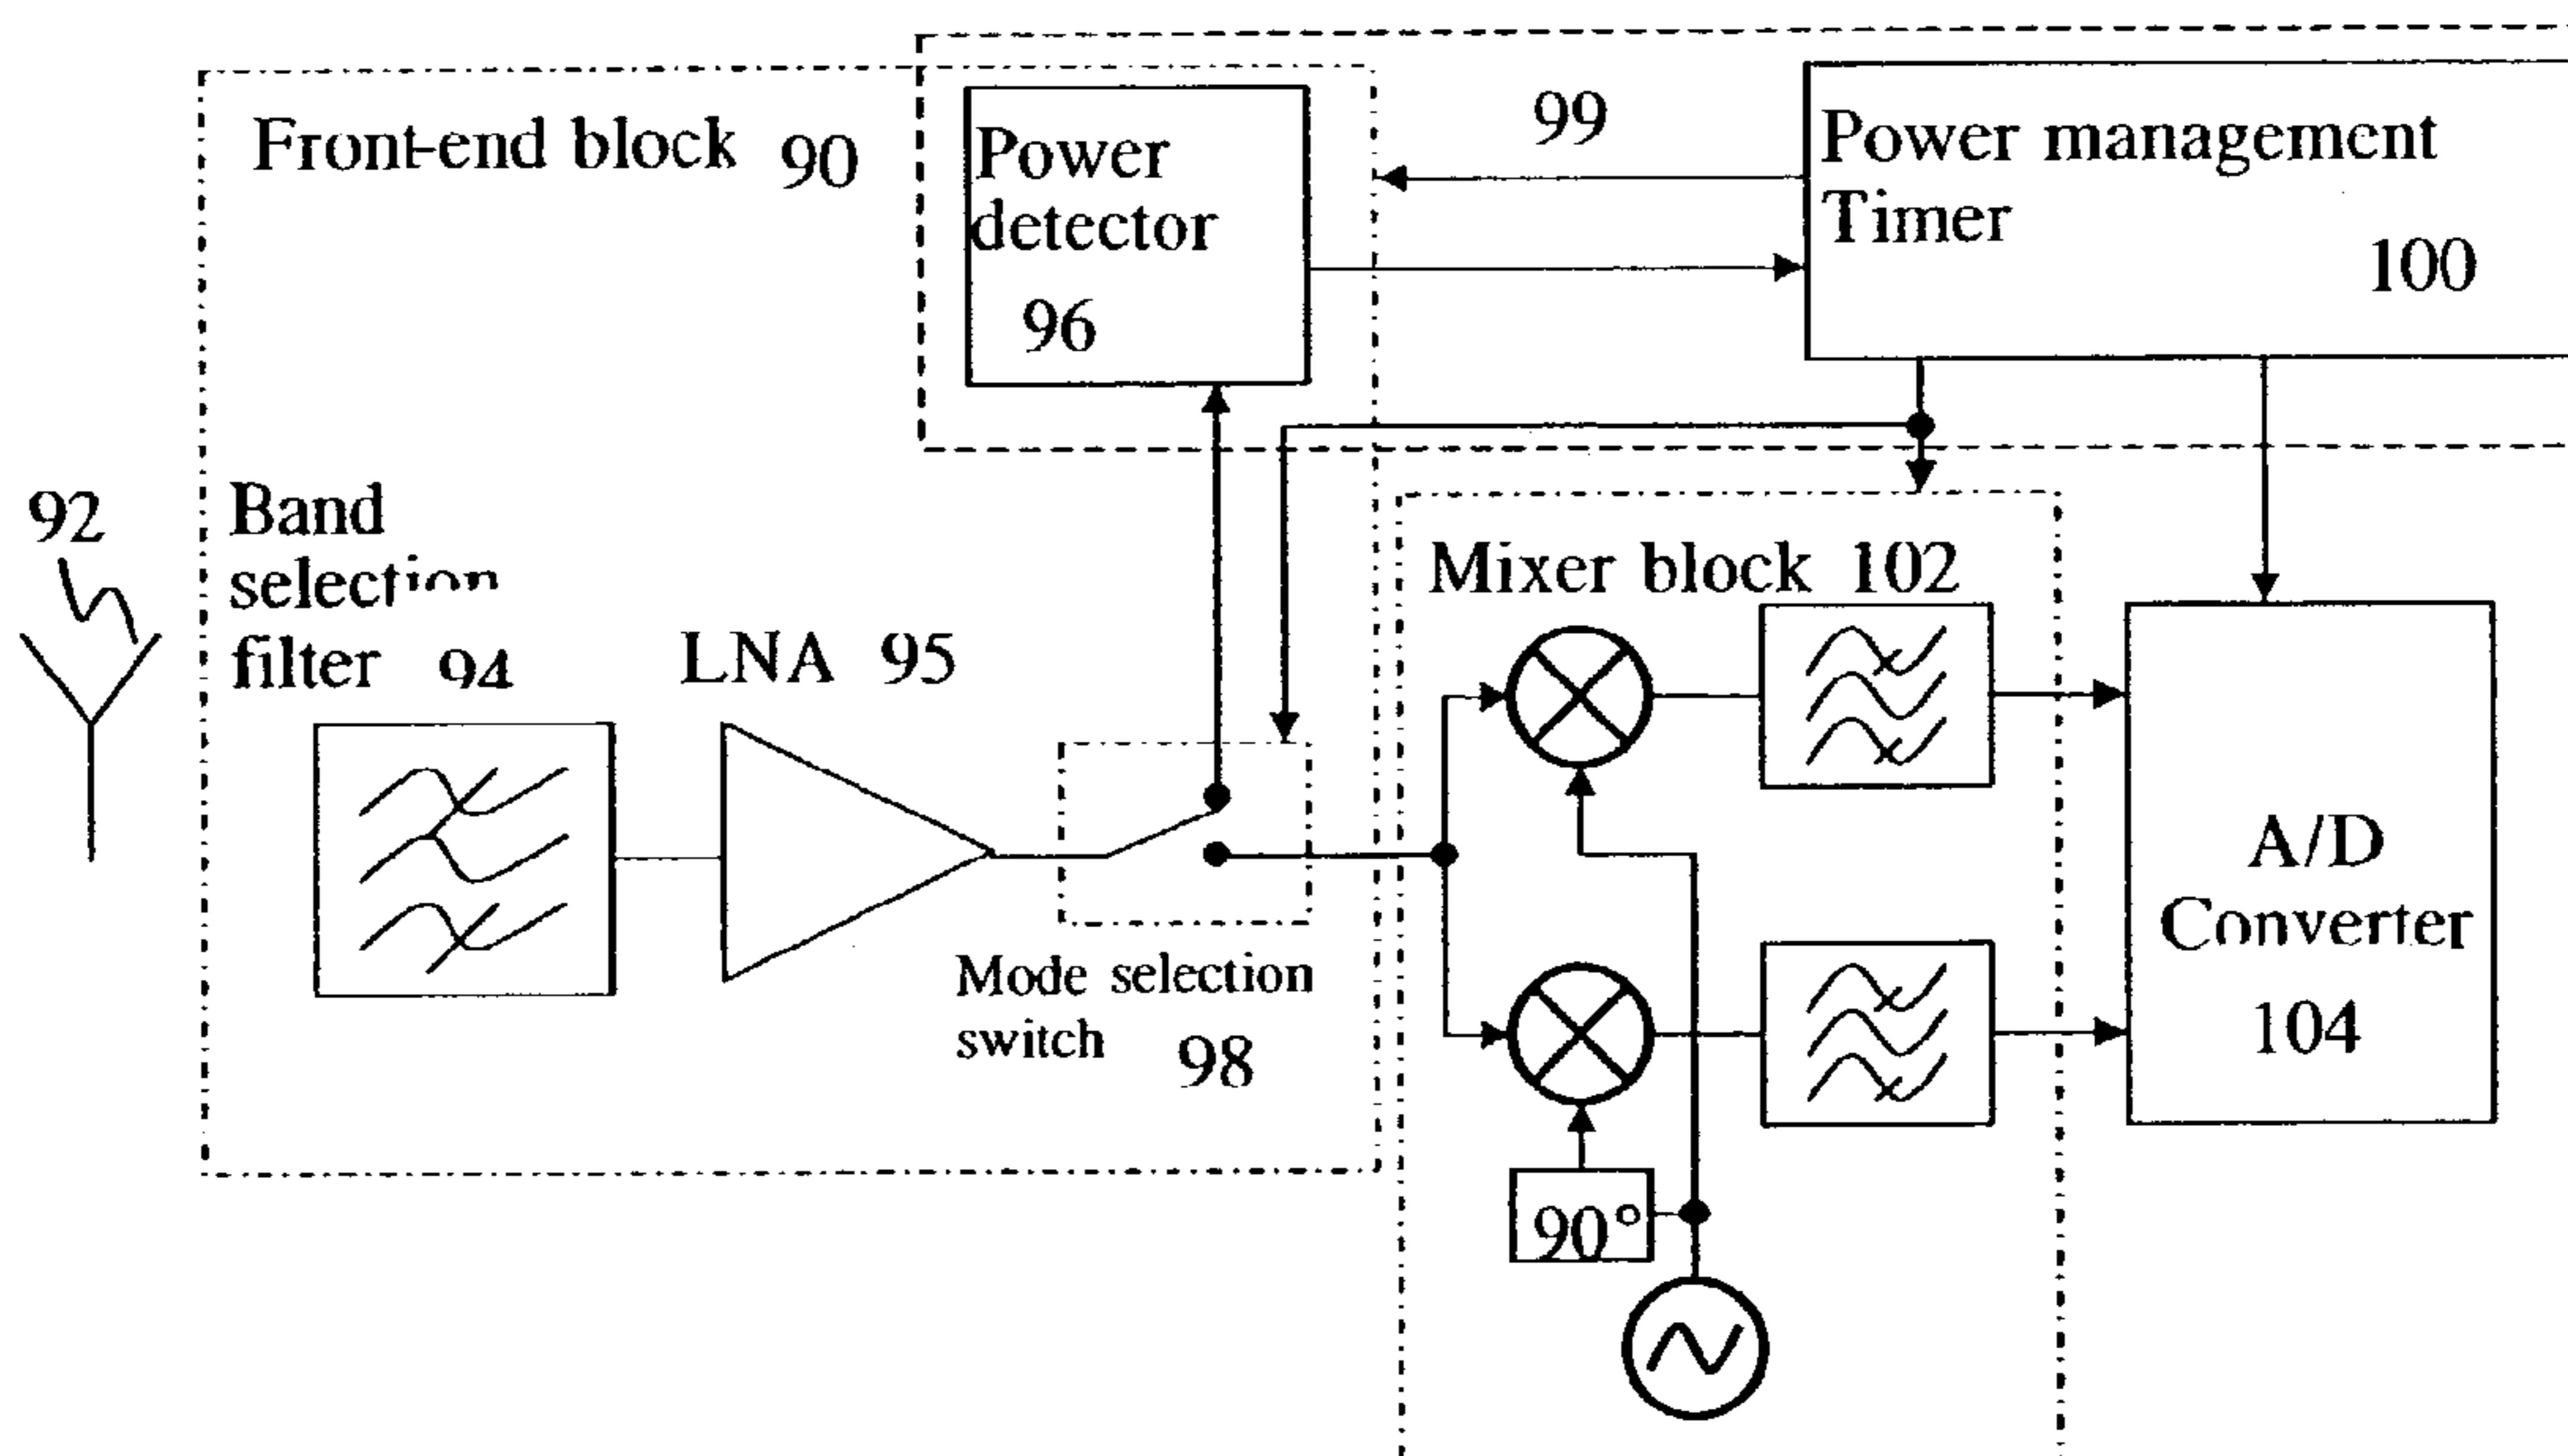 Front-end block 90
Power
detector
96
99
Power management
Timer
100
92
Band
selection
filter 94
LNA 95
Mode selection
switch 98
Mixer block 102
90°
A/D
Converter
104